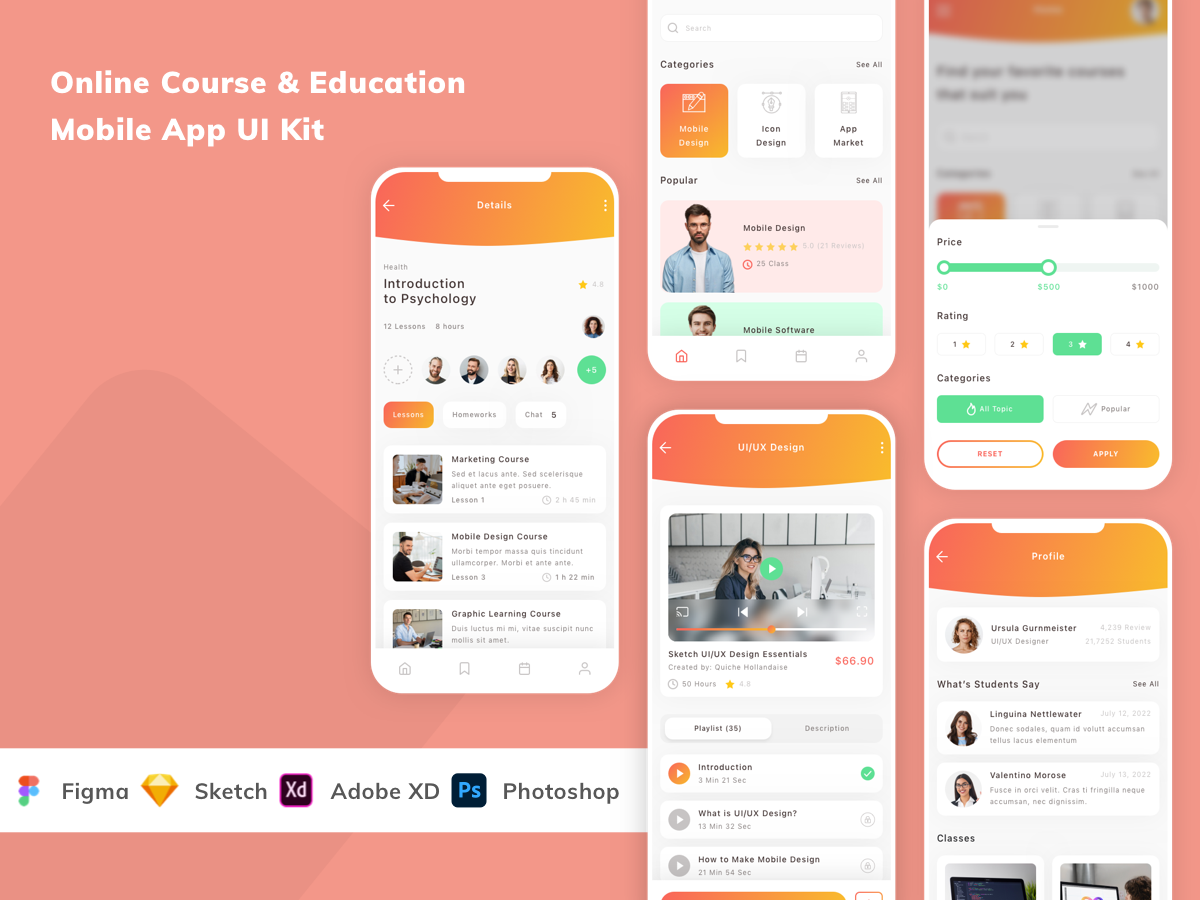 Online Course & Education
Mobile App UI Kit
Details
Health
Introduction
to Psychology
4.8
12 Lessons 8 hours
+5
Lessons Homeworks Chat 5
Marketing Course
Sed et lacus ante. Sed scelerisque
aliquet ante eget posuere.
Lesson 1 2 h 45 min
Mobile Design Course
Morbi tempor massa quis tincidunt
ullamcorper. Morbi et ante ante.
Lesson 3 1 h 22 min
Graphic Learning Course
Duis luctus mi mi, vitae suscipit nunc
mollis sit amet.
Figma Sketch Xd Adobe XD Ps Photoshop
Search
Categories See All
Mobile
Design
Icon
Design
App
Market
Popular See All
Mobile Design
5.0 (21 Reviews)
25 Class
Mobile Software
UI/UX Design
Sketch UI/UX Design Essentials
Created by: Quiche Hollandaise
$66.90
50 Hours 4.8
Playlist (35) Description
Introduction
3 Min 21 Sec
What is UI/UX Design?
13 Min 32 Sec
How to Make Mobile Design
21 Min 54 Sec
Find your favorite courses
that suit you
Categories
Price
$0 $500 $1000
Rating
1 2 3 4
Categories
All Topic Popular
RESET APPLY
Profile
Ursula Gurnmeister 4,239 Review
UI/UX Designer 21,7252 Students
What's Students Say See All
Linguina Nettlewater July 12, 2022
Donec sodales, quam id volutt accumsan
tellus lacus elementum
Valentino Morose July 13, 2022
Fusce in orci velit. Cras ti fringilla neque
accumsan, nec dignissim.
Classes